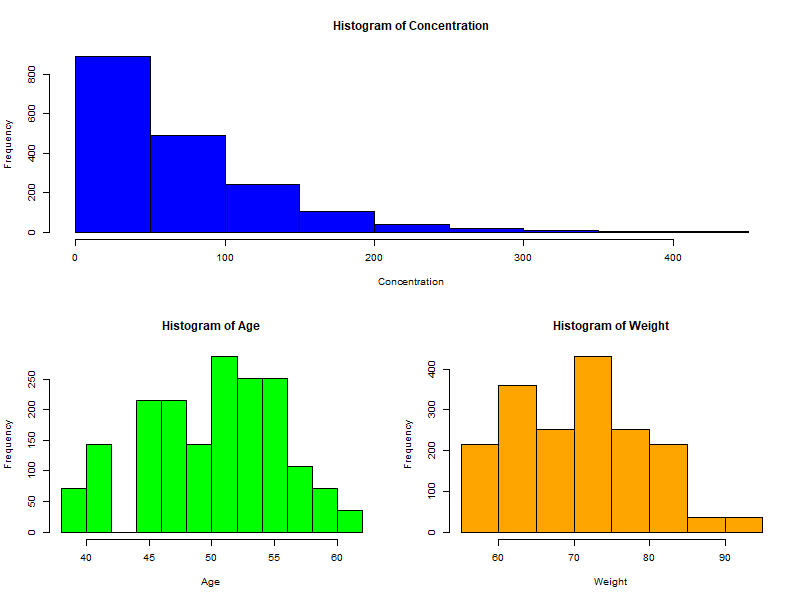 Histogram of Concentration
Frequency
0 200 400 600 800
0 100 200 300 400
Concentration
Histogram of Age
Frequency
0 50 100 150 200 250
40 45 50 55 60
Age
Histogram of Weight
Frequency
0 100 200 300 400
60 70 80 90
Weight